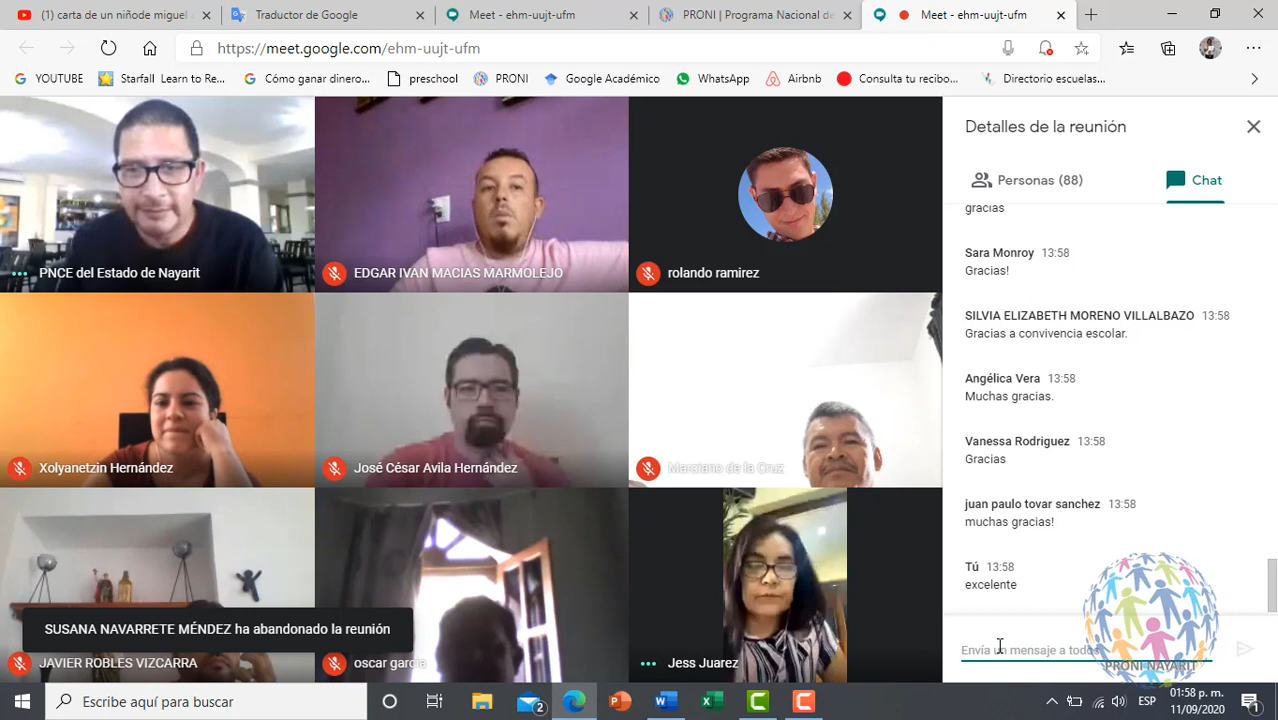 (1) carta de un niñode miguel
Traductor de Google
Meet - ehm-uujt-ufm
PRONI | Programa Nacional de
Meet - ehm-uujt-ufm
https://meet.google.com/ehm-uujt-ufm
YOUTUBE
Starfall Learn to Re...
Cómo ganar dinero...
preschool
PRONI
Google Académico
WhatsApp
Airbnb
Consulta tu recibo...
Directorio escuelas...
PNCE del Estado de Nayarit
EDGAR IVAN MACIAS MARMOLEJO
rolando ramirez
Xolyanetzin Hernández
José César Avila Hernández
Marciano de la Cruz
SUSANA NAVARRETE MÉNDEZ ha abandonado la reunión
JAVIER ROBLES VIZCARRA
oscar garcia
Jess Juarez
Detalles de la reunión
Personas (88)
Chat
gracias
Sara Monroy 13:58
Gracias!
SILVIA ELIZABETH MORENO VILLALBAZO 13:58
Gracias a convivencia escolar.
Angélica Vera 13:58
Muchas gracias.
Vanessa Rodriguez 13:58
Gracias
juan paulo tovar sanchez 13:58
muchas gracias!
Tú 13:58
excelente
Envía un mensaje a todos
PRONI NAYARIT
Escribe aquí para buscar
2
ESP
01:58 p. m.
11/09/2020
1